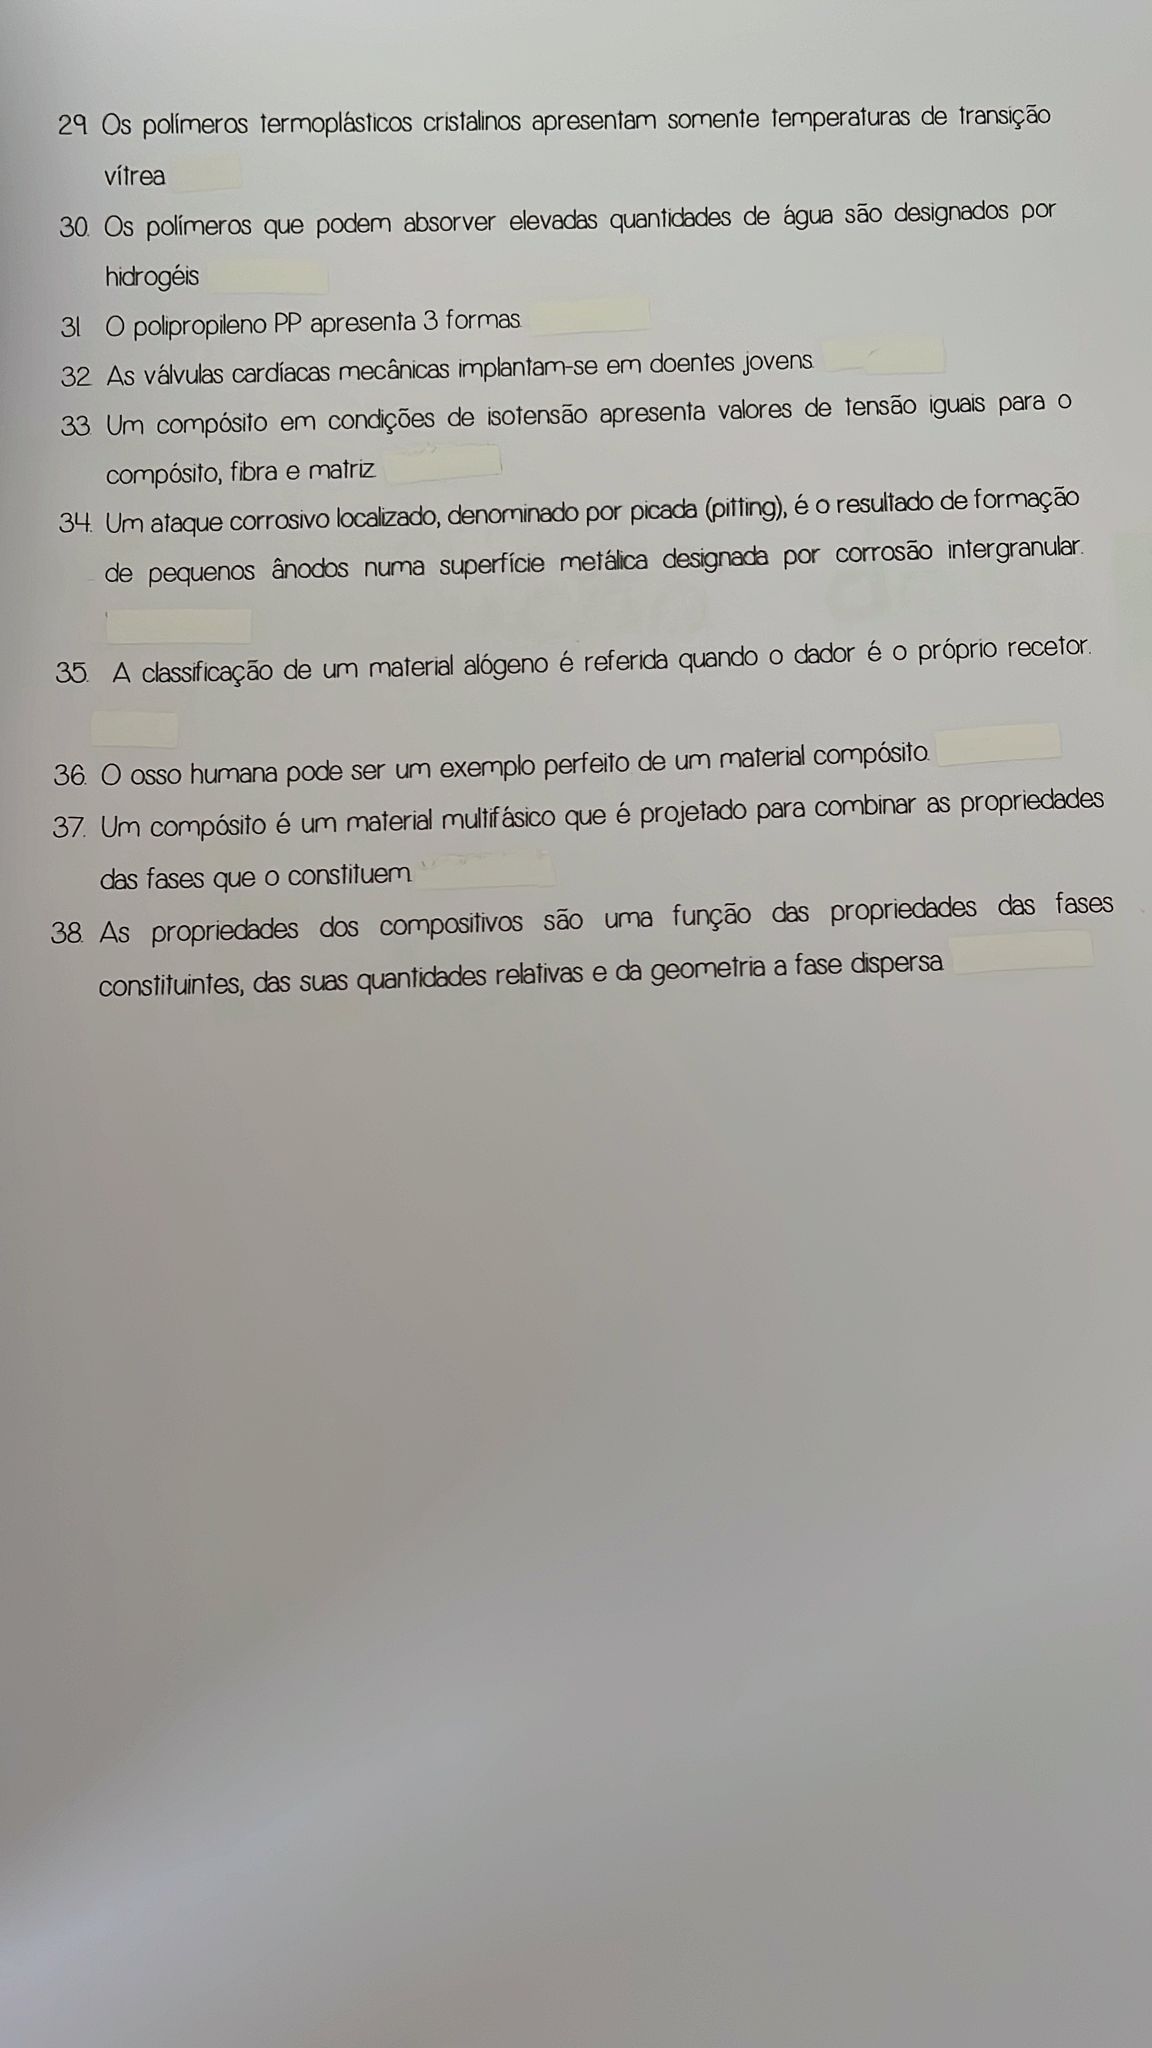 29. Os polímeros termoplásticos cristalinos apresentam somente temperaturas de transição
vítrea
30. Os polímeros que podem absorver elevadas quantidades de água são designados por
hidrogéis
31. O polipropileno PP apresenta 3 formas.
32. As válvulas cardíacas mecânicas implantam-se em doentes jovens.
33. Um compósito em condições de isotensão apresenta valores de tensão iguais para o
compósito, fibra e matriz.
34. Um ataque corrosivo localizado, denominado por picada (pitting), é o resultado de formação
de pequenos ânodos numa superfície metálica designada por corrosão intergranular.
35. A classificação de um material alógeno é referida quando o dador é o próprio recetor.
36. O osso humana pode ser um exemplo perfeito de um material compósito.
37. Um compósito é um material multifásico que é projetado para combinar as propriedades
das fases que o constituem.
38. As propriedades dos compositivos são uma função das propriedades das fases
constituintes, das suas quantidades relativas e da geometria a fase dispersa